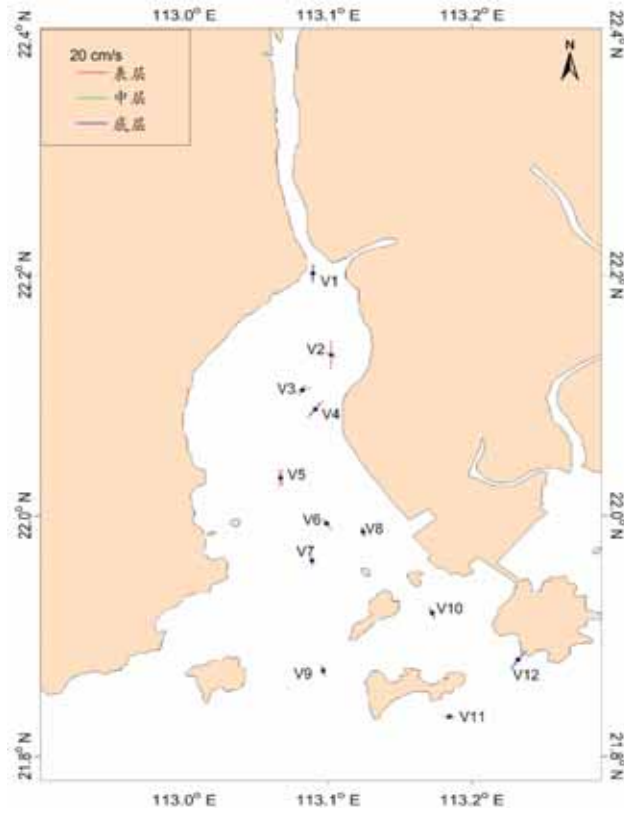 113.0° E 113.1° E 113.2° E
22.4° N 22.4° N
20 cm/s
表层
中层
底层
N
22.2° N 22.2° N
V1
V2
V3
V4
V5
22.0° N 22.0° N
V6
V8
V7
V10
V9
V12
V11
21.8° N 21.8° N
113.0° E 113.1° E 113.2° E